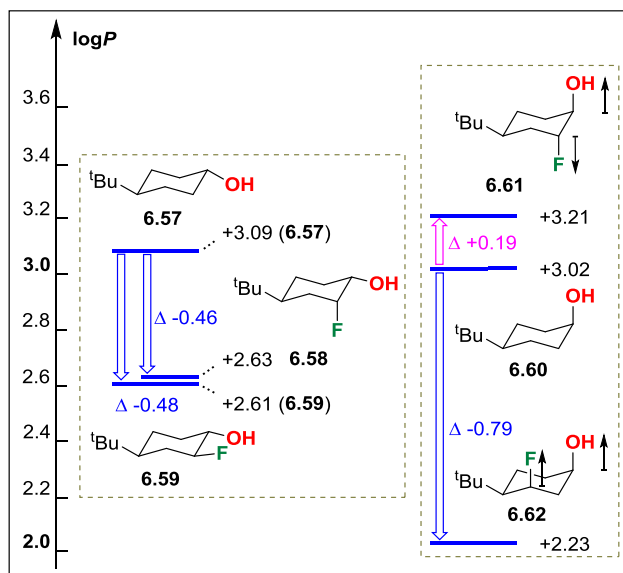 logP
3.6
3.4
3.2
3.0
2.8
2.6
2.4
2.2
2.0
tBu
OH
6.57
+3.09 (6.57)
Δ -0.46
tBu
OH
F
6.58
+2.63
+2.61 (6.59)
Δ -0.48
tBu
OH
F
6.59
OH
tBu
F
6.61
+3.21
Δ +0.19
+3.02
OH
tBu
6.60
Δ -0.79
F
OH
tBu
6.62
+2.23